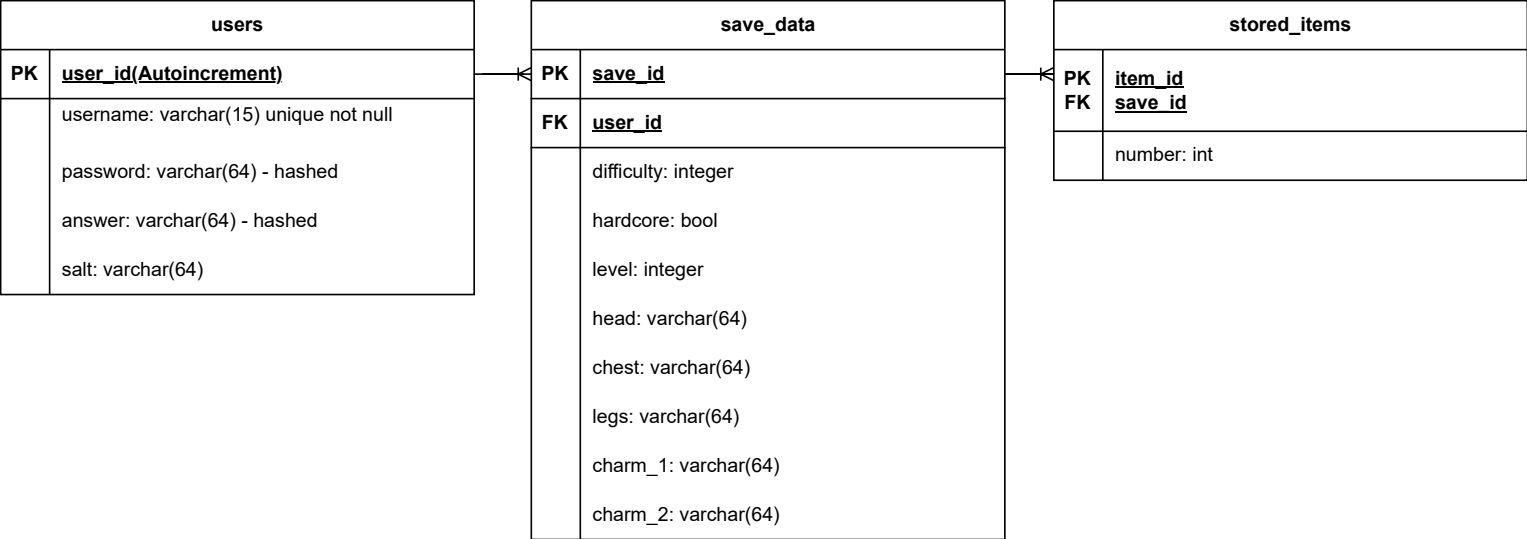 users
PK user_id(Autoincrement)
username: varchar(15) unique not null
password: varchar(64) - hashed
answer: varchar(64) - hashed
salt: varchar(64)
save_data
PK save_id
FK user_id
difficulty: integer
hardcore: bool
level: integer
head: varchar(64)
chest: varchar(64)
legs: varchar(64)
charm_1: varchar(64)
charm_2: varchar(64)
stored_items
PK item_id
FK save_id
number: int